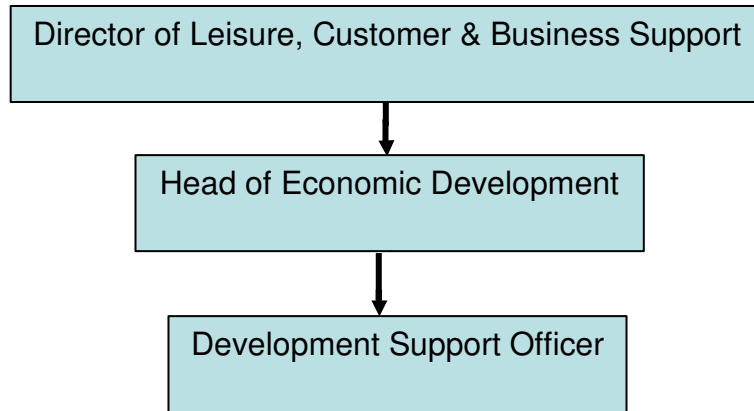 Director of Leisure, Customer & Business Support
Head of Economic Development
Development Support Officer